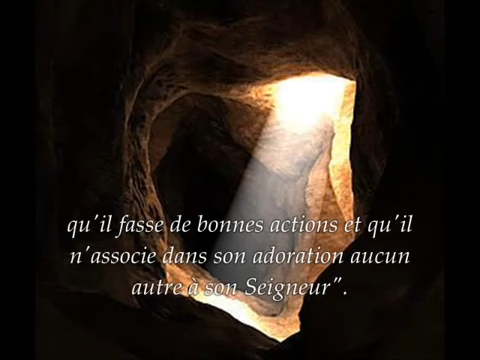 qu'il fasse de bonnes actions et qu'il
n'associe dans son adoration aucun
autre à son Seigneur".